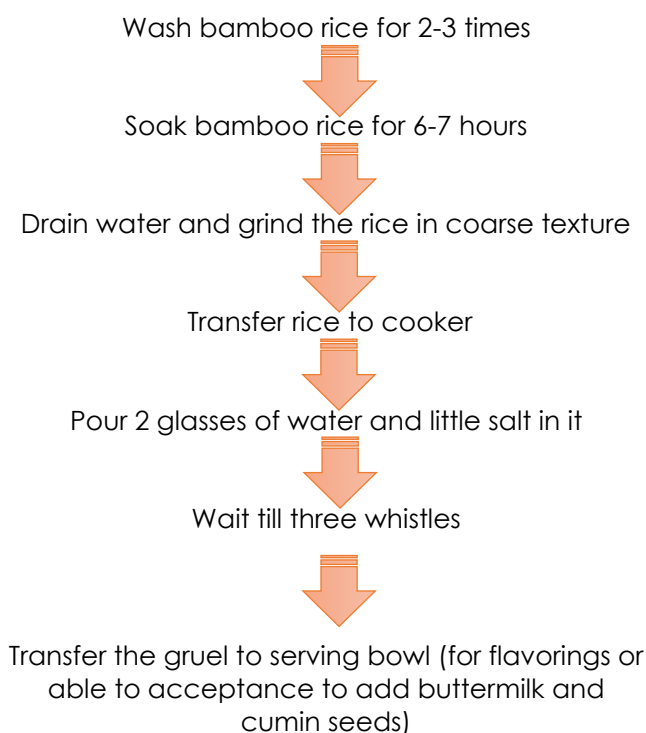 Wash bamboo rice for 2-3 times
Soak bamboo rice for 6-7 hours
Drain water and grind the rice in coarse texture
Transfer rice to cooker
Pour 2 glasses of water and little salt in it
Wait till three whistles
Transfer the gruel to serving bowl (for flavorings or
able to acceptance to add buttermilk and
cumin seeds)